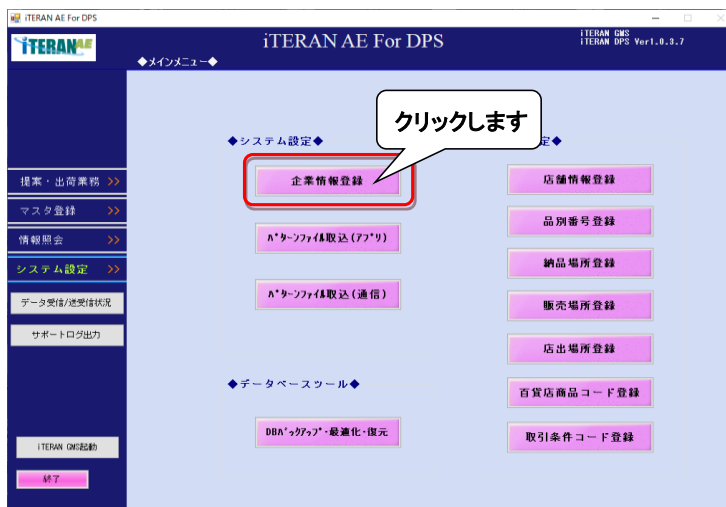 iTERAN AE For DPS
iTERAN AE
iTERAN AE For DPS
iTERAN GMS
iTERAN DPS Ver1.0.3.7
◆メインメニュー◆
クリックします
◆システム設定◆
定◆
企業情報登録
店舗情報登録
提案・出荷業務 >>
マスタ登録 >>
品別番号登録
情報照会 >>
ﾊﾟﾀｰﾝﾌｧｲﾙ取込(ｱﾌﾟﾘ)
納品場所登録
システム設定 >>
データ受信/送受信状況
ﾊﾟﾀｰﾝﾌｧｲﾙ取込(通信)
販売場所登録
サポートログ出力
店出場所登録
◆データベースツール◆
百貨店商品コード登録
DBﾊﾞｯｸｱｯﾌﾟ・最適化・復元
取引条件コード登録
iTERAN GMS起動
終了